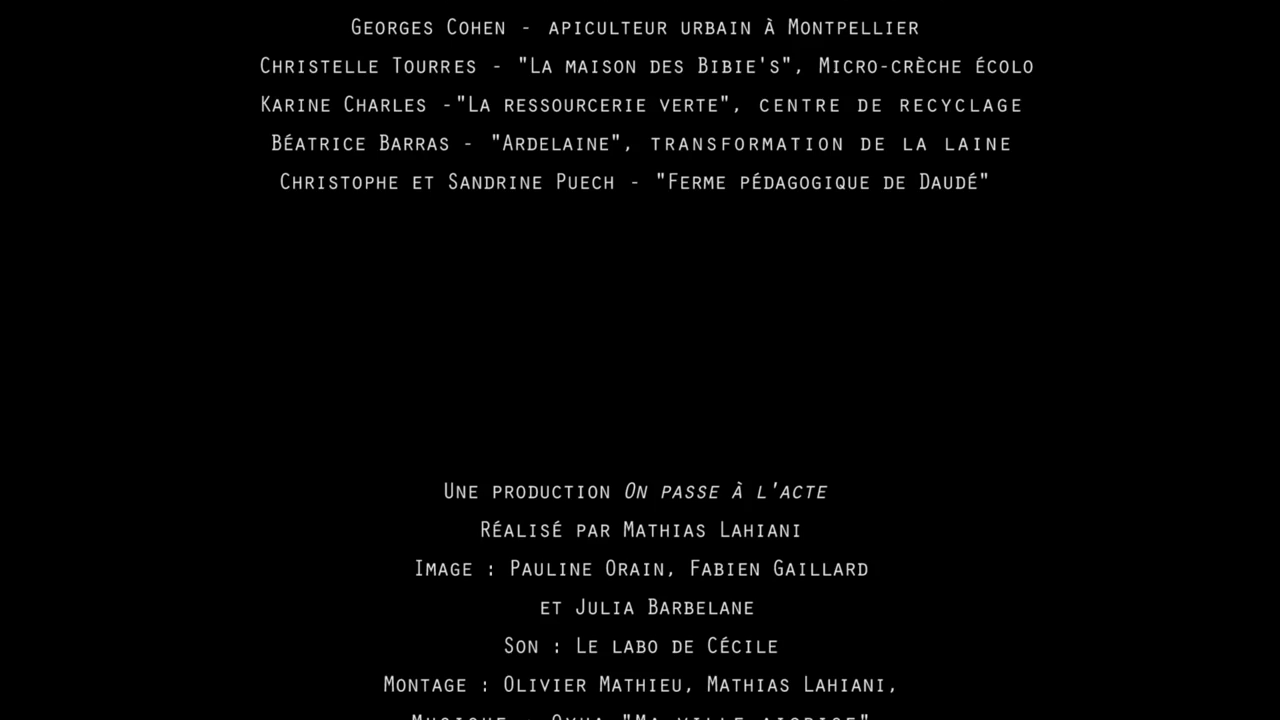 Georges Cohen - apiculteur urbain à Montpellier
Christelle Tourres - "La maison des Bibie's", Micro-crèche écolo
Karine Charles -"La ressourcerie verte", centre de recyclage
Béatrice Barras - "Ardelaine", transformation de la laine
Christophe et Sandrine Puech - "Ferme pédagogique de Daudé"
Une production On passe à l'acte
Réalisé par Mathias Lahiani
Image : Pauline Orain, Fabien Gaillard
et Julia Barbelane
Son : Le labo de Cécile
Montage : Olivier Mathieu, Mathias Lahiani,
Musique : "Ma ville